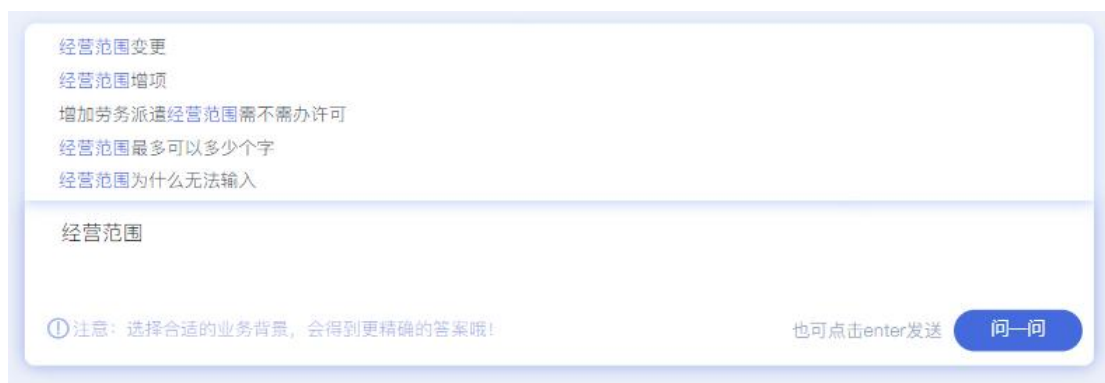 经营范围变更
经营范围增项
增加劳务派遣经营范围需不需办许可
经营范围最多可以多少个字
经营范围为什么无法输入
经营范围
注意：选择合适的业务背景，会得到更精确的答案哦！
也可点击enter发送 问一问